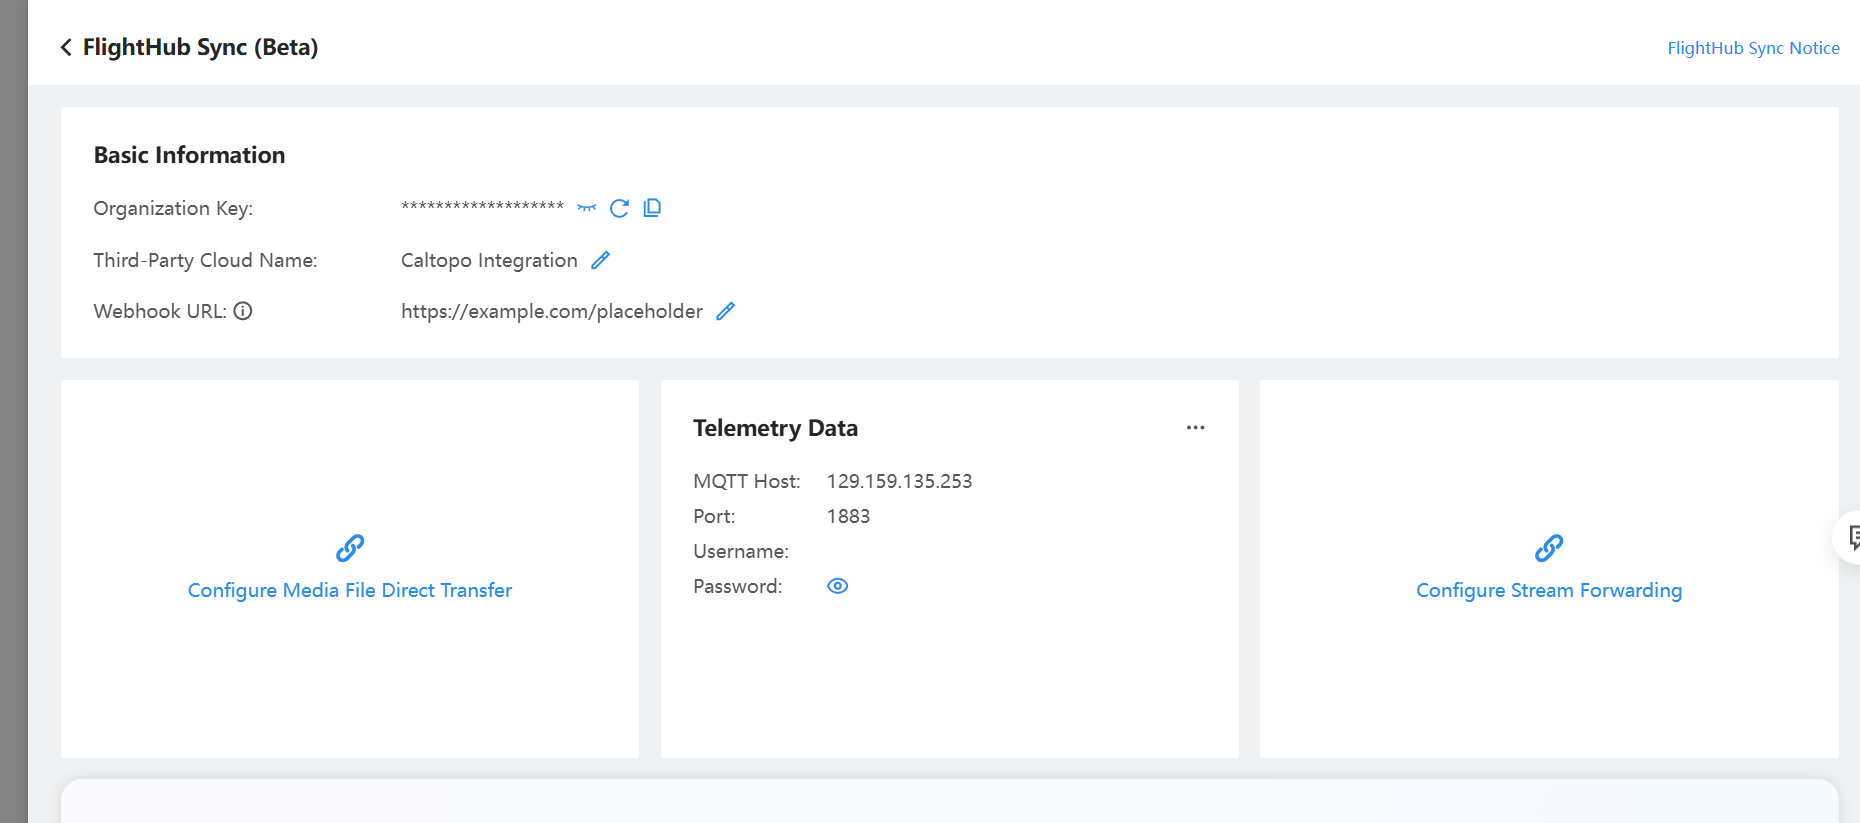 FlightHub Sync (Beta)
FlightHub Sync Notice
Basic Information
Organization Key: *******************
Third-Party Cloud Name: Caltopo Integration
Webhook URL: https://example.com/placeholder
Configure Media File Direct Transfer
Telemetry Data
MQTT Host: 129.159.135.253
Port: 1883
Username:
Password:
Configure Stream Forwarding